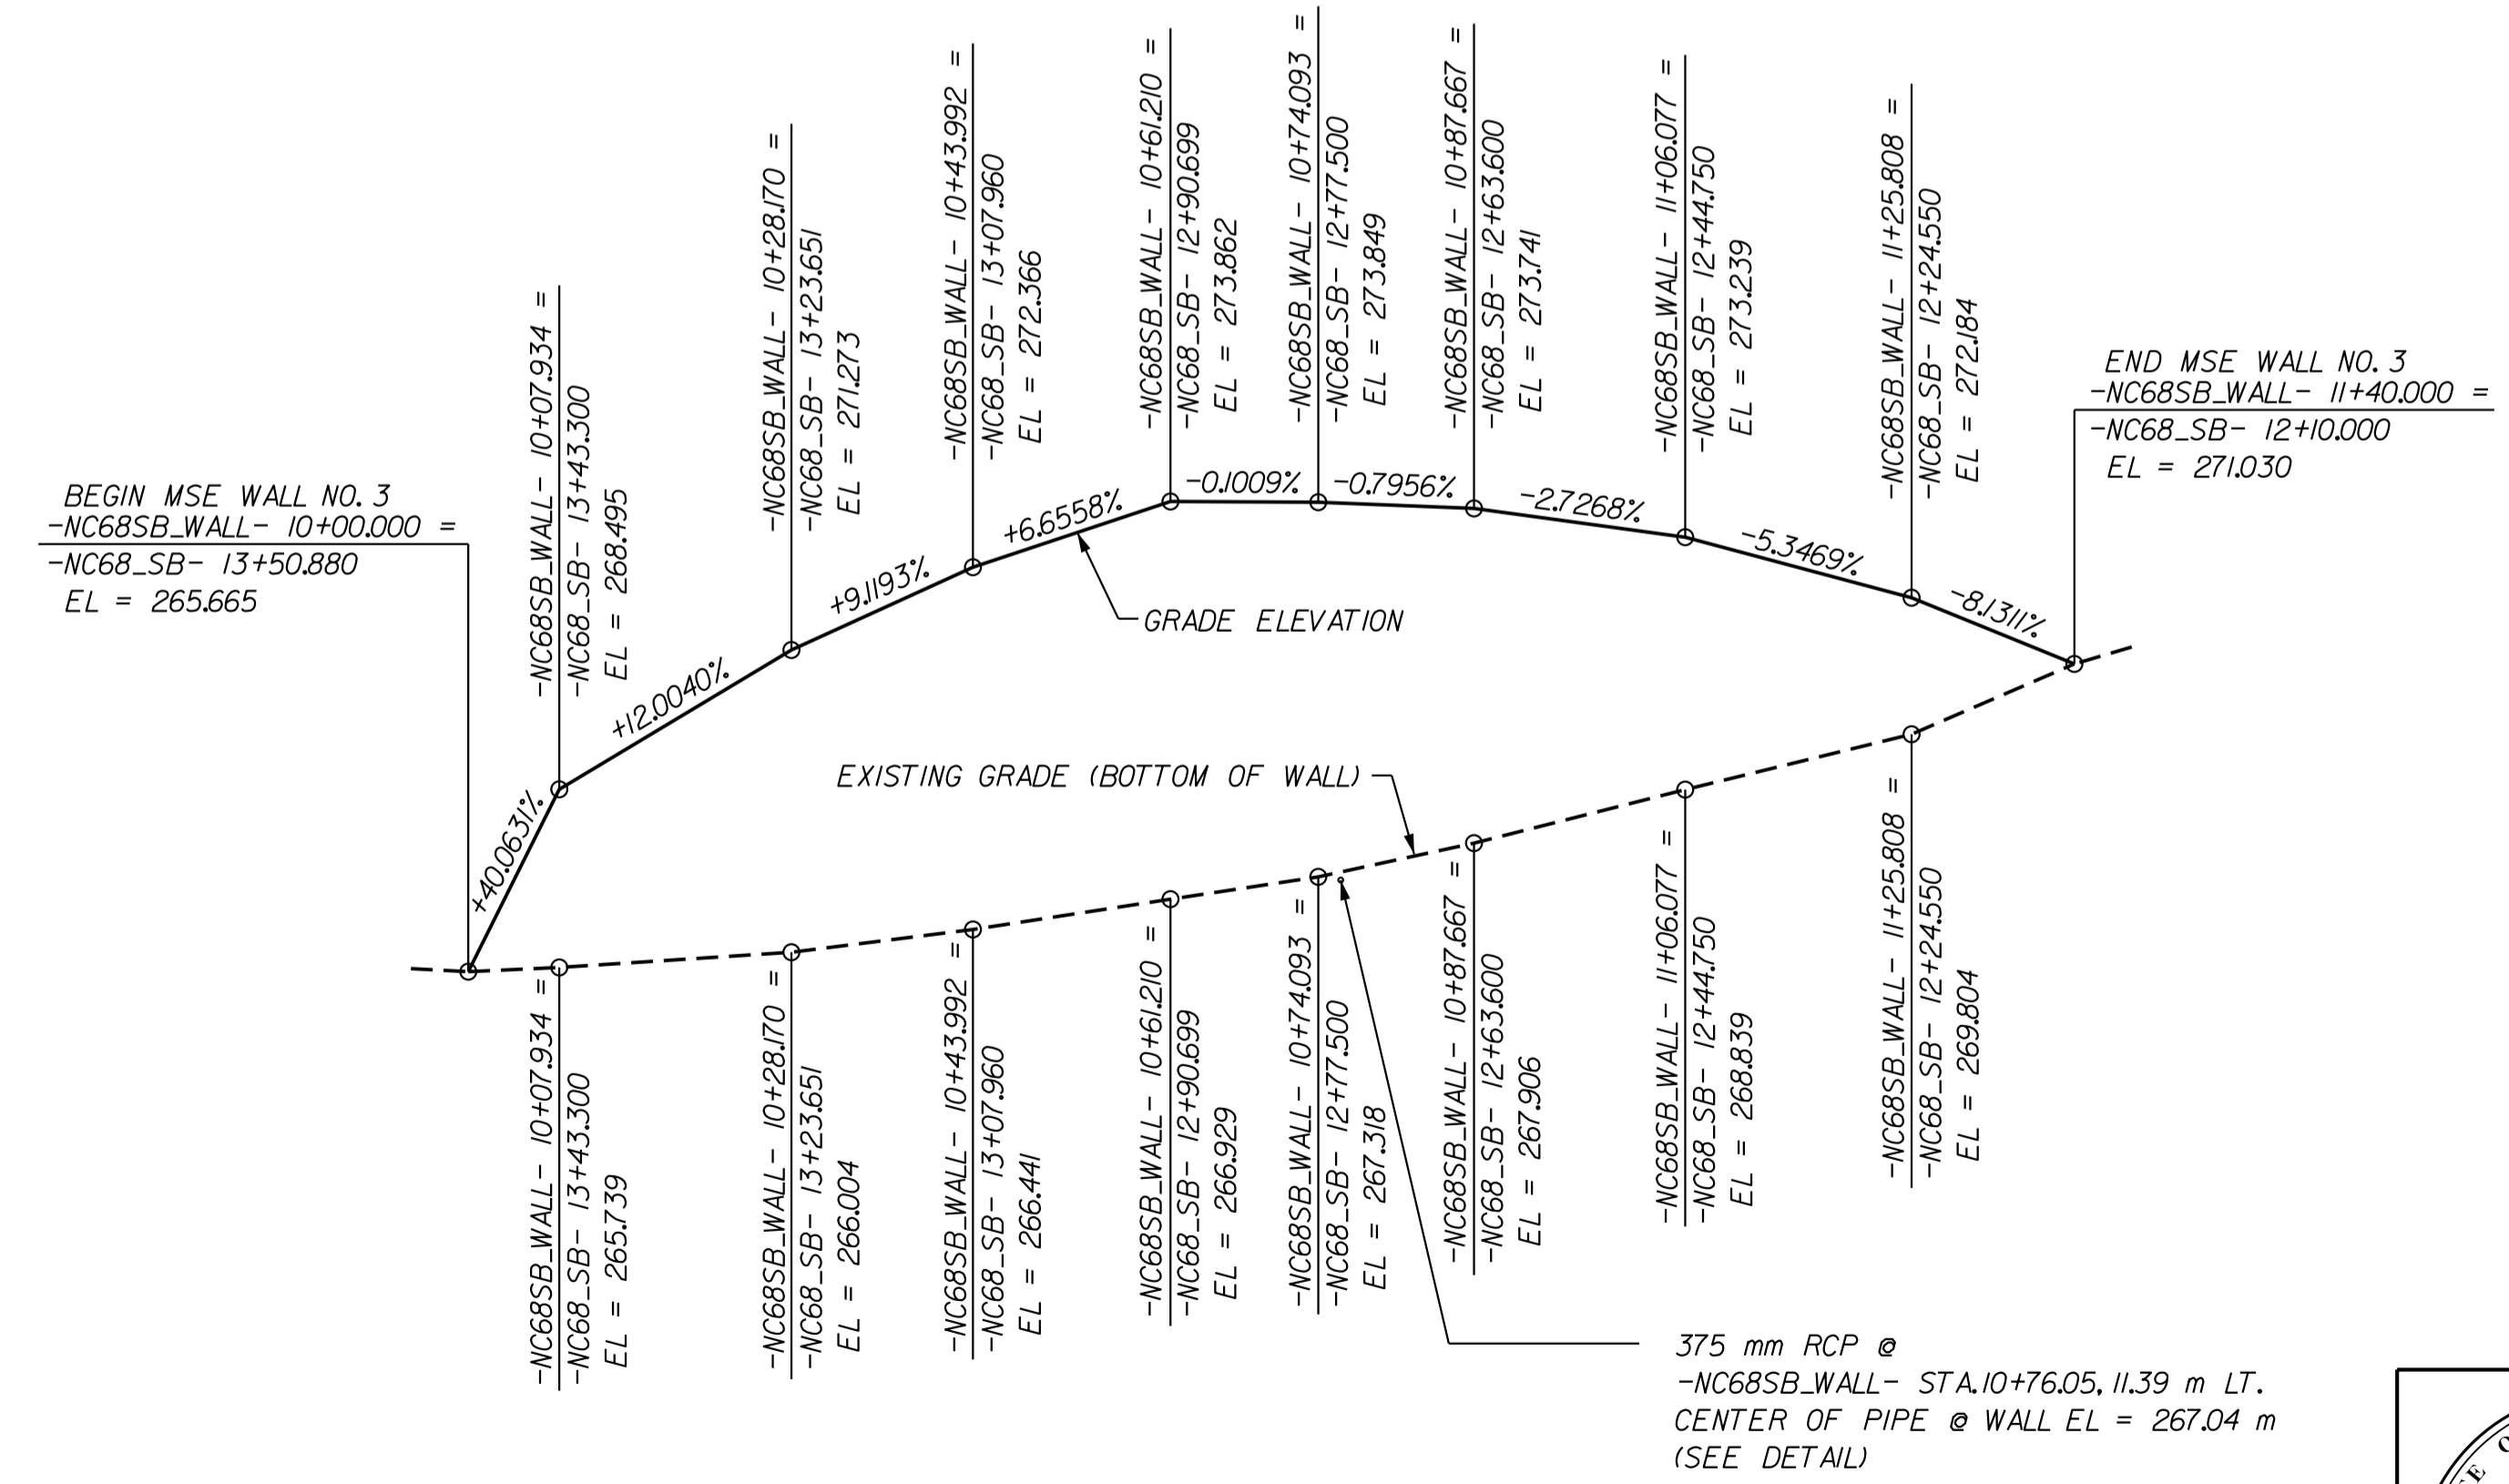 -NC68SB_WALL- 10+07.934 =
-NC68_SB- 13+43.300
EL = 268.495
-NC68SB_WALL- 10+28.170 =
-NC68_SB- 13+23.651
EL = 271.273
-NC68SB_WALL- 10+43.992 =
-NC68_SB- 13+07.960
EL = 272.366
-NC68SB_WALL- 10+61.210 =
-NC68_SB- 12+90.699
EL = 273.862
-NC68SB_WALL- 10+74.093 =
-NC68_SB- 12+77.500
EL = 273.849
-NC68SB_WALL- 10+87.667 =
-NC68_SB- 12+63.600
EL = 273.741
-NC68SB_WALL- 11+06.077 =
-NC68_SB- 12+44.750
EL = 273.239
-NC68SB_WALL- 11+25.808 =
-NC68_SB- 12+24.550
EL = 272.184
END MSE WALL NO. 3
-NC68SB_WALL- 11+40.000 =
-NC68_SB- 12+10.000
EL = 271.030
BEGIN MSE WALL NO. 3
-NC68SB_WALL- 10+00.000 =
-NC68_SB- 13+50.880
EL = 265.665
+40.0631%
+12.0040%
+9.1193%
+6.6558%
-0.1009%
-0.7956%
-2.7268%
-5.3469%
-8.1311%
GRADE ELEVATION
EXISTING GRADE (BOTTOM OF WALL)
-NC68SB_WALL- 10+07.934 =
-NC68_SB- 13+43.300
EL = 265.739
-NC68SB_WALL- 10+28.170 =
-NC68_SB- 13+23.651
EL = 266.004
-NC68SB_WALL- 10+43.992 =
-NC68_SB- 13+07.960
EL = 266.441
-NC68SB_WALL- 10+61.210 =
-NC68_SB- 12+90.699
EL = 266.929
-NC68SB_WALL- 10+74.093 =
-NC68_SB- 12+77.500
EL = 267.318
-NC68SB_WALL- 10+87.667 =
-NC68_SB- 12+63.600
EL = 267.906
-NC68SB_WALL- 11+06.077 =
-NC68_SB- 12+44.750
EL = 268.839
-NC68SB_WALL- 11+25.808 =
-NC68_SB- 12+24.550
EL = 269.804
375 mm RCP @
-NC68SB_WALL- STA. 10+76.05, 11.39 m LT.
CENTER OF PIPE @ WALL EL = 267.04 m
(SEE DETAIL)